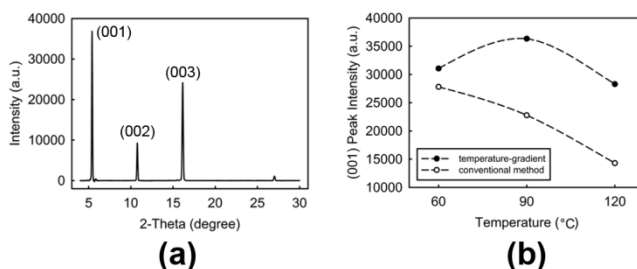 40000
30000
20000
10000
0
Intensity (a.u.)
(001)
(002)
(003)
5 10 15 20 25 30
2-Theta (degree)
(a)
40000
35000
30000
25000
20000
15000
10000
(001) Peak Intensity (a.u.)
temperature-gradient
conventional method
60 90 120
Temperature (°C)
(b)